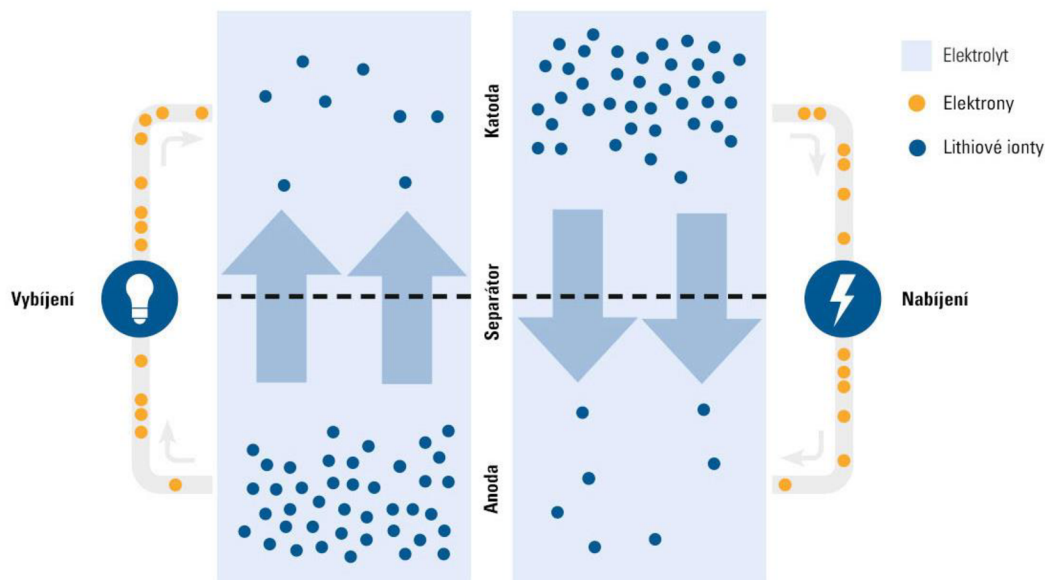 Elektrolyt
Elektrony
Lithiové ionty
Katoda
Separátor
Anoda
Vybíjení
Nabíjení